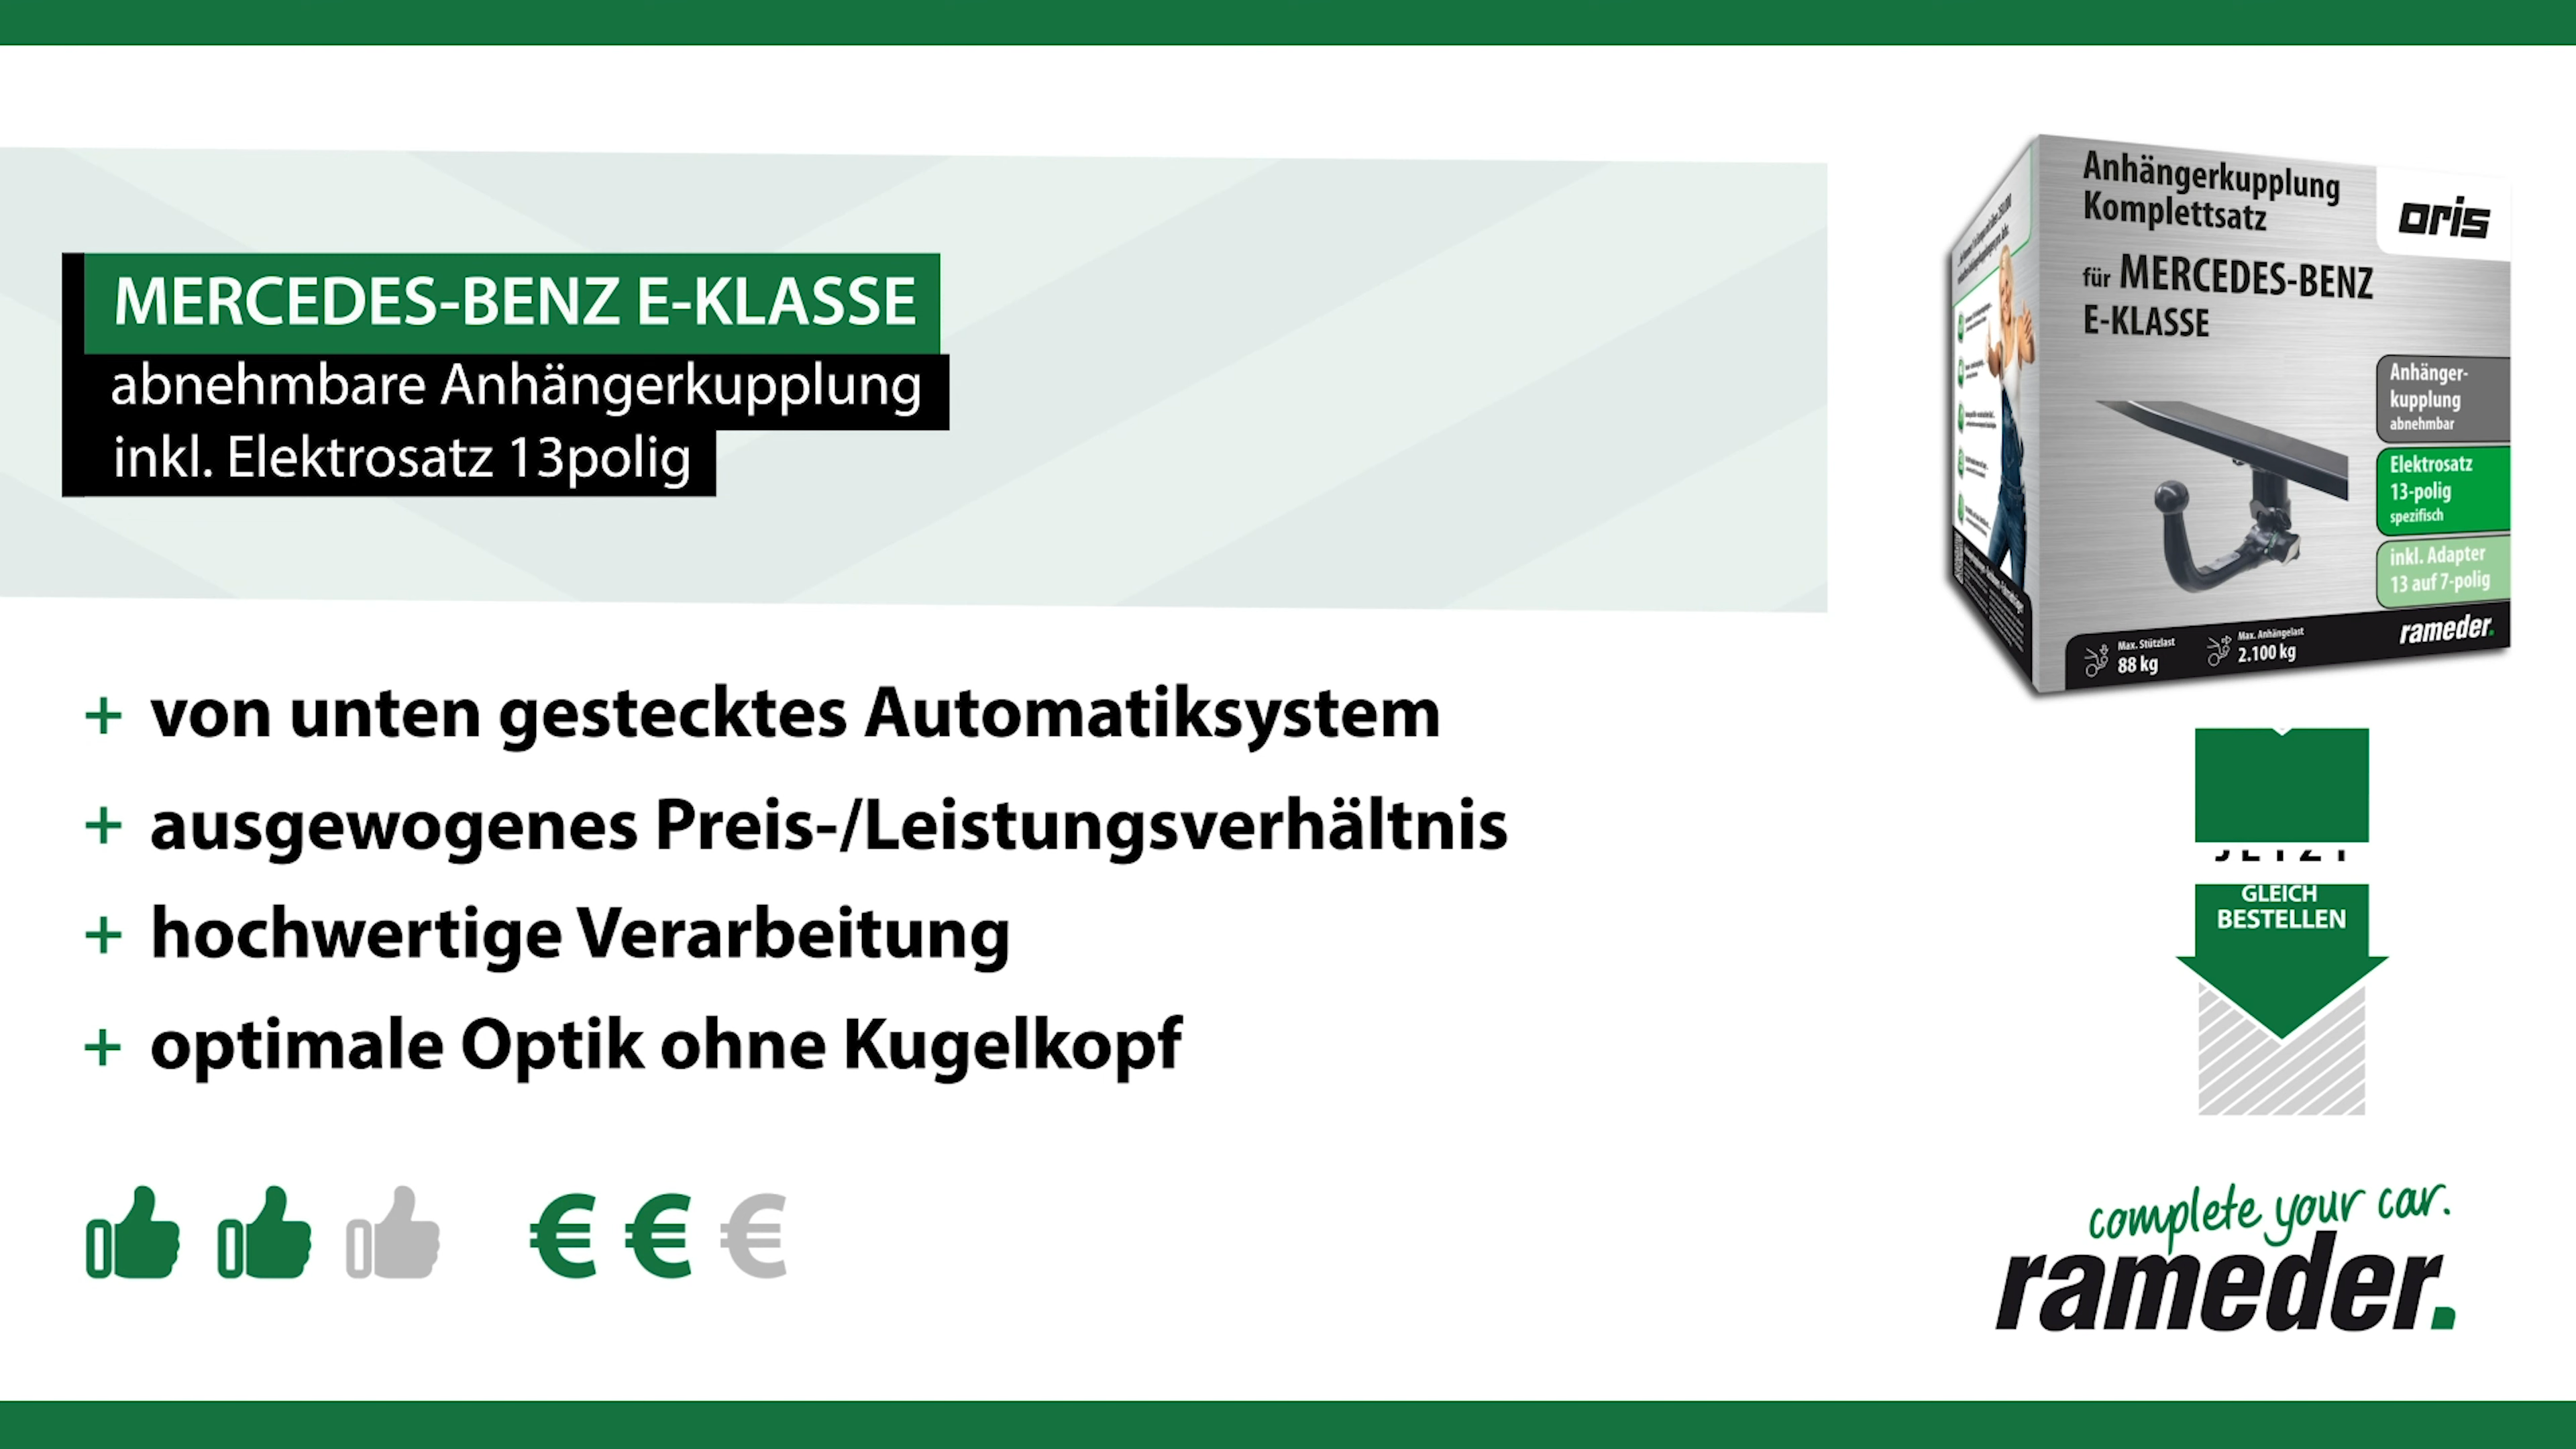 MERCEDES-BENZ E-KLASSE
abnehmbare Anhängerkupplung
inkl. Elektrosatz 13polig
Anhängerkupplung
Komplettsatz
oris
für MERCEDES-BENZ
E-KLASSE
Anhänger-
kupplung
abnehmbar
Elektrosatz
13-polig
spezifisch
inkl. Adapter
13 auf 7-polig
Max. Stützlast
88 kg
Max. Anhängelast
2.100 kg
rameder.
+ von unten gestecktes Automatiksystem
+ ausgewogenes Preis-/Leistungsverhältnis
+ hochwertige Verarbeitung
+ optimale Optik ohne Kugelkopf
GLEICH
BESTELLEN
€ € €
complete your car.
rameder.